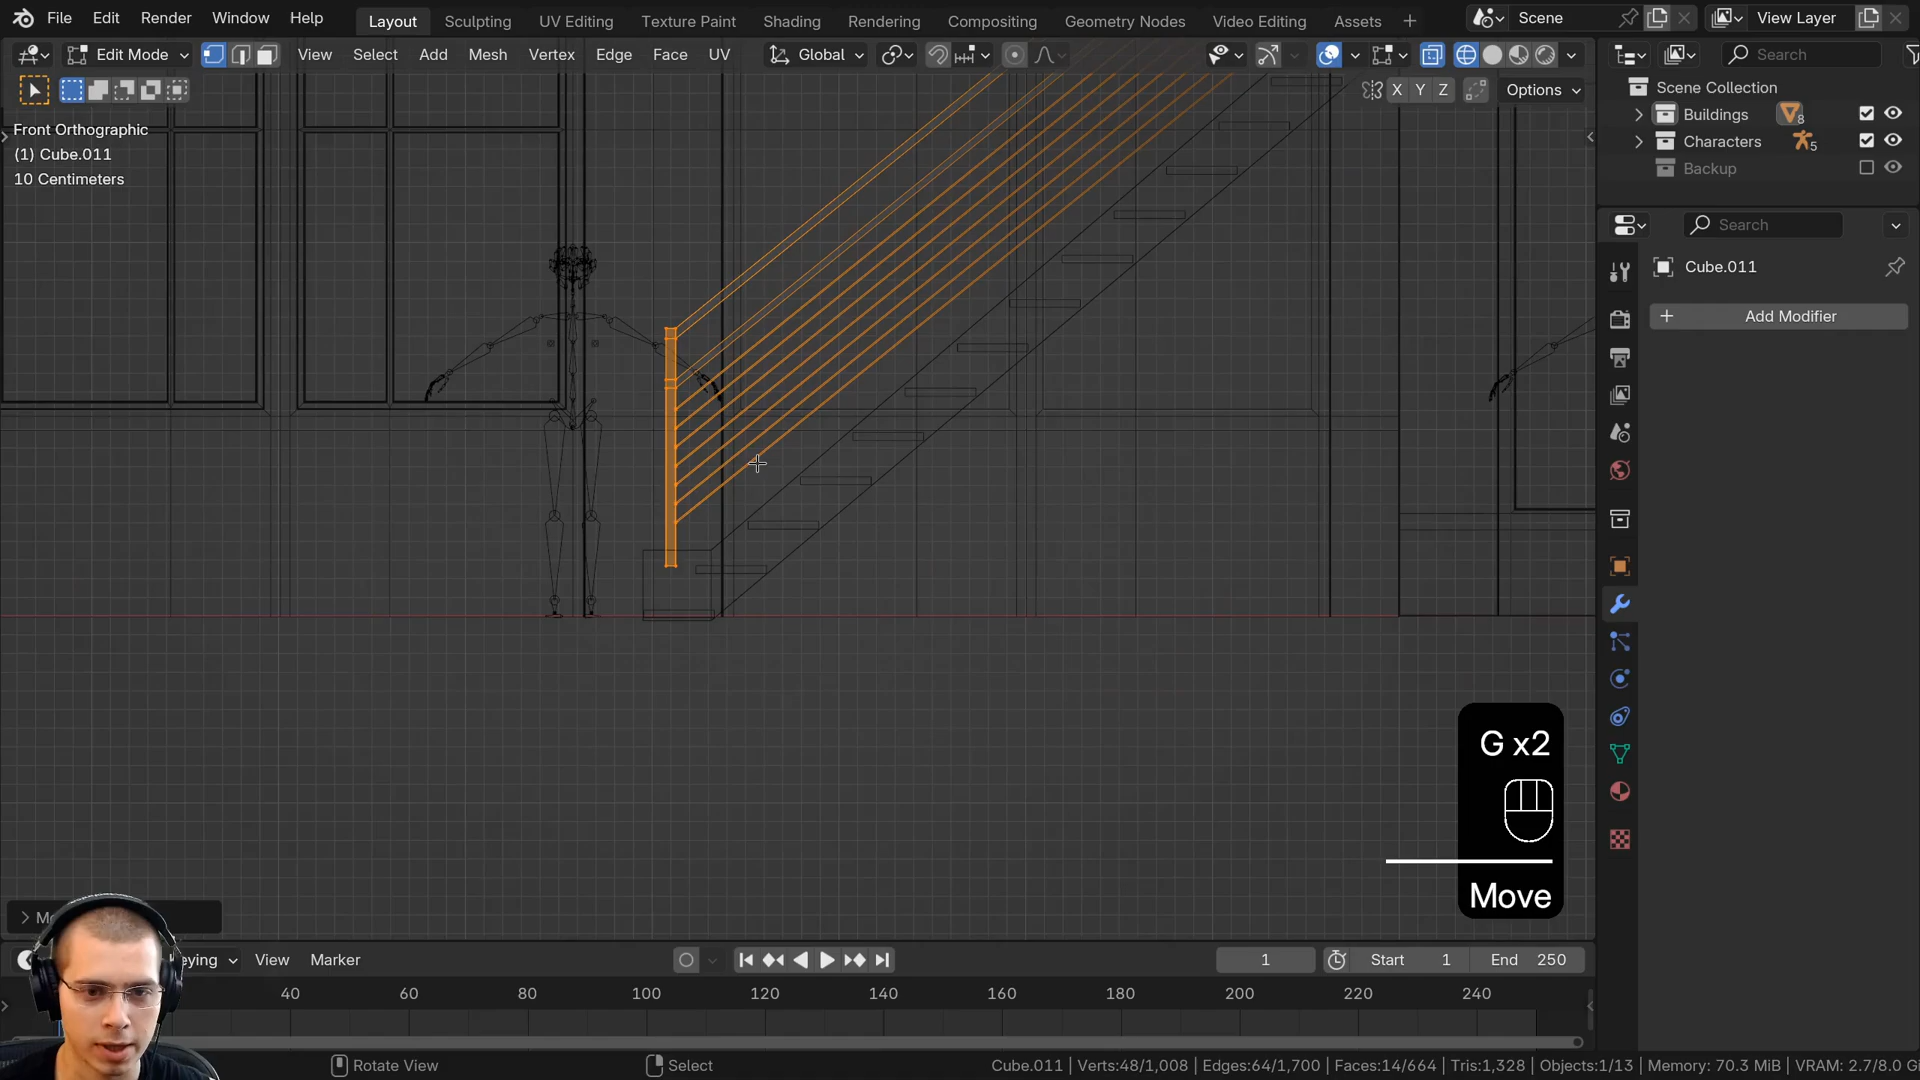 File Edit Render Window Help Layout Sculpting UV Editing Texture Paint Shading Rendering Compositing Geometry Nodes Video Editing Assets Scene View Layer
Edit Mode View Select Add Mesh Vertex Edge Face UV Global Search
X Y Z Options
Scene Collection
Buildings 8
Characters 5
Backup
Front Orthographic
(1) Cube.011
10 Centimeters
Search
Cube.011
Add Modifier
G x2
Move
View Marker 1 Start 1 End 250
40 60 80 100 120 140 160 180 200 220 240
Rotate View Select Cube.011 | Verts:48/1,008 | Edges:64/1,700 | Faces:14/664 | Tris:1,328 | Objects:1/13 | Memory: 70.3 MiB | VRAM: 2.7/8.0